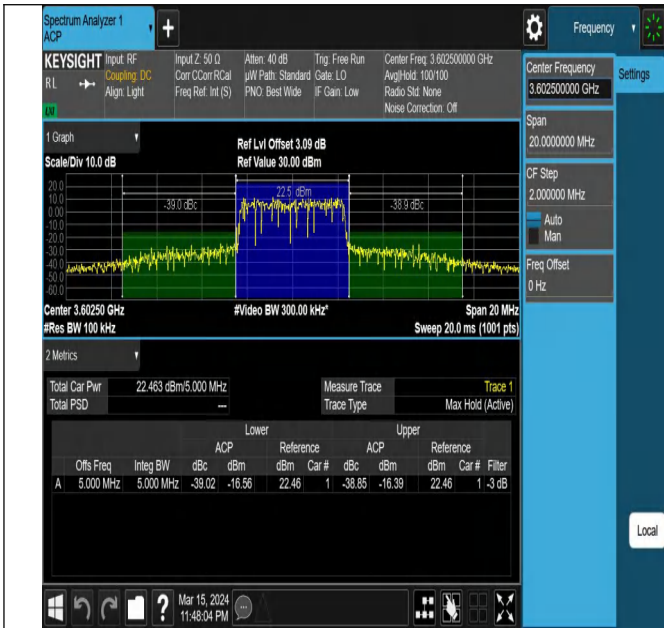 Spectrum Analyzer 1
ACP
+
Frequency
KEYSIGHT
RL
LXI
Input: RF
Coupling: DC
Align: Light
Input Z: 50 Ω
Corr CCorr RCal
Freq Ref: Int (S)
Atten: 40 dB
µW Path: Standard
PNO: Best Wide
Trig: Free Run
Gate: LO
IF Gain: Low
Center Freq: 3.602500000 GHz
Avg|Hold: 100/100
Radio Std: None
Noise Correction: Off
Center Frequency
3.602500000 GHz
Settings
Span
20.0000000 MHz
CF Step
2.000000 MHz
Auto
Man
Freq Offset
0 Hz
Local
1 Graph
Scale/Div 10.0 dB
Ref Lvl Offset 3.09 dB
Ref Value 30.00 dBm
20.0
10.0
0.00
-10.0
-20.0
-30.0
-40.0
-50.0
-60.0
-39.0 dBc
22.5 dBm
-38.9 dBc
Center 3.60250 GHz
#Video BW 300.00 kHz*
Span 20 MHz
#Res BW 100 kHz
Sweep 20.0 ms (1001 pts)
2 Metrics
Total Car Pwr 22.463 dBm/5.000 MHz
Measure Trace Trace 1
Total PSD ---
Trace Type Max Hold (Active)
Lower Upper
ACP Reference ACP Reference
Offs Freq Integ BW dBc dBm dBm Car # dBc dBm dBm Car # Filter
A 5.000 MHz 5.000 MHz -39.02 -16.56 22.46 1 -38.85 -16.39 22.46 1 -3 dB
?
Mar 15, 2024
11:48:04 PM